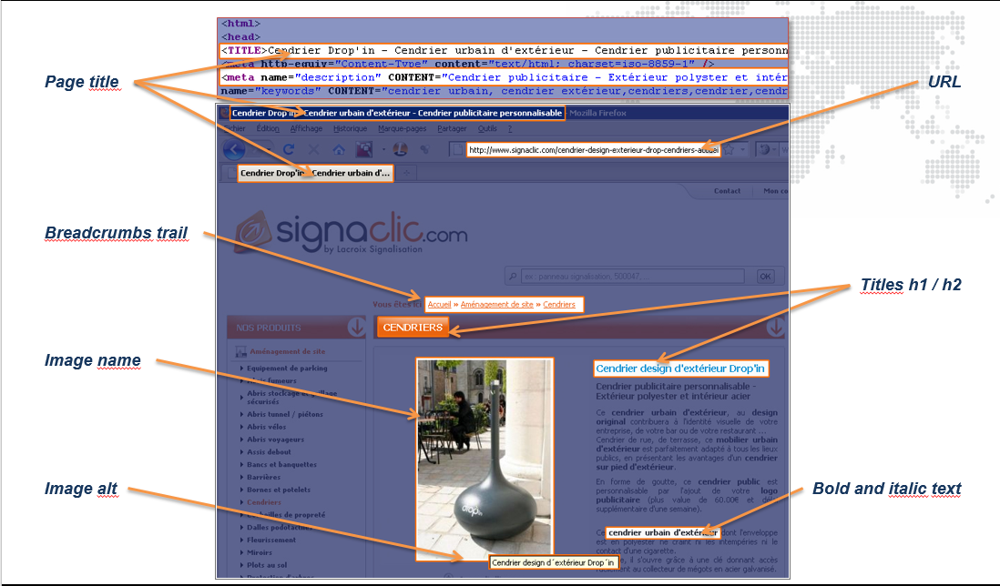 <html>
<head>
<TITLE>Cendrier Drop'in - Cendrier urbain d'extérieur - Cendrier publicitaire personn
<meta http-equiv="Content-Type" content="text/html; charset=iso-8859-1" />
<meta name="description" CONTENT="Cendrier publicitaire - Extérieur polyster et intér
name="keywords" CONTENT="cendrier urbain, cendrier extérieur,cendriers,cendrier,cendr
Page title
URL
Cendrier Drop'in - Cendrier urbain d'extérieur - Cendrier publicitaire personnalisable - Mozilla Firefox
Edition Affichage Historique Marque-pages Partager Outils ?
http://www.signaclic.com/cendrier-design-exterieur-drop-cendriers-accueil
Cendrier Drop'in - Cendrier urbain d'...
Contact Mon co
Breadcrumbs trail
signaclic.com
by Lacroix Signalisation
ex: panneau signalisation, 500047,... OK
Titles h1 / h2
Vous êtes ici Accueil » Aménagement de site » Cendriers
NOS PRODUITS
CENDRIERS
Image name
Aménagement de site
Equipement de parking
Abris fumeurs
Abris stockage
sécurisés
Abris tunnel / piétons
Abris vélos
Abris voyageurs
Assis debout
Bancs et banquettes
Barrières
Bornes et potelets
Cendriers
Corbeilles de propreté
Dalles podotactiles
Fleurissement
Miroirs
Plots au sol
Cendrier design d'extérieur Drop'in
Cendrier publicitaire personnalisable -
Extérieur polyester et intérieur acier
Ce cendrier urbain d'extérieur, au design
original contribuera à l'identité visuelle de votre
entreprise, de votre bar ou de votre restaurant ...
Cendrier de rue, de terrasse, ce mobilier urbain
d'extérieur est parfaitement adapté à tous les lieux
publics, en présentant les avantages d'un cendrier
sur pied d'extérieur.
En forme de goutte, ce cendrier public est
personnalisable par l'ajout de votre logo
publicitaire (plus value de 60.00€ et délai
supplémentaire d'une semaine).
Image alt
Bold and italic text
Ce cendrier urbain d'extérieur dont l'enveloppe
est en polyester ne craint ni les intempéries ni le
contact d'une cigarette.
il s'ouvre grâce à une clé donnant accès
facilement au collecteur de mégots en acier galvanisé.
dropin
Cendrier design d´extérieur Drop´in